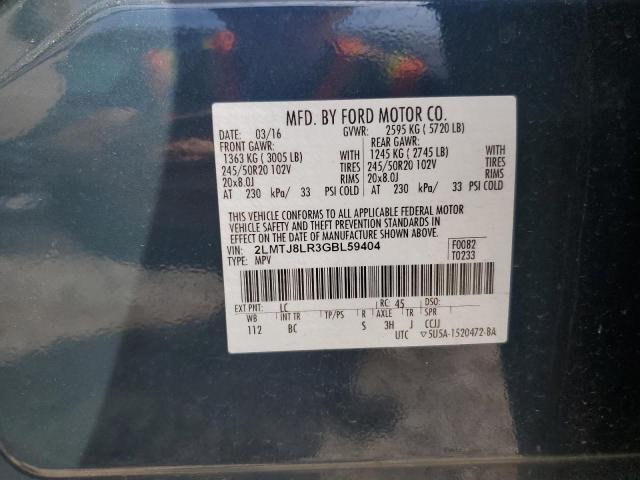 MFD. BY FORD MOTOR CO.
DATE: 03/16 GVWR: 2595 KG ( 5720 LB)
FRONT GAWR: REAR GAWR:
1363 KG ( 3005 LB) WITH 1245 KG ( 2745 LB) WITH
245/50R20 102V TIRES 245/50R20 102V TIRES
20x8.0J RIMS 20x8.0J RIMS
AT 230 kPa/ 33 PSI COLD AT 230 kPa/ 33 PSI COLD
THIS VEHICLE CONFORMS TO ALL APPLICABLE FEDERAL MOTOR
VEHICLE SAFETY AND THEFT PREVENTION STANDARDS IN EFFECT
ON THE DATE OF MANUFACTURE SHOWN ABOVE.
VIN: 2LMTJ8LR3GBL59404 F0082
TYPE: MPV T0233
EXT PNT: LC RC: 45 DSO:
WB INT TR TP/PS R AXLE TR SPR
112 BC S 3H J CCJJ
UTC ▽5U5A-1520472-BA